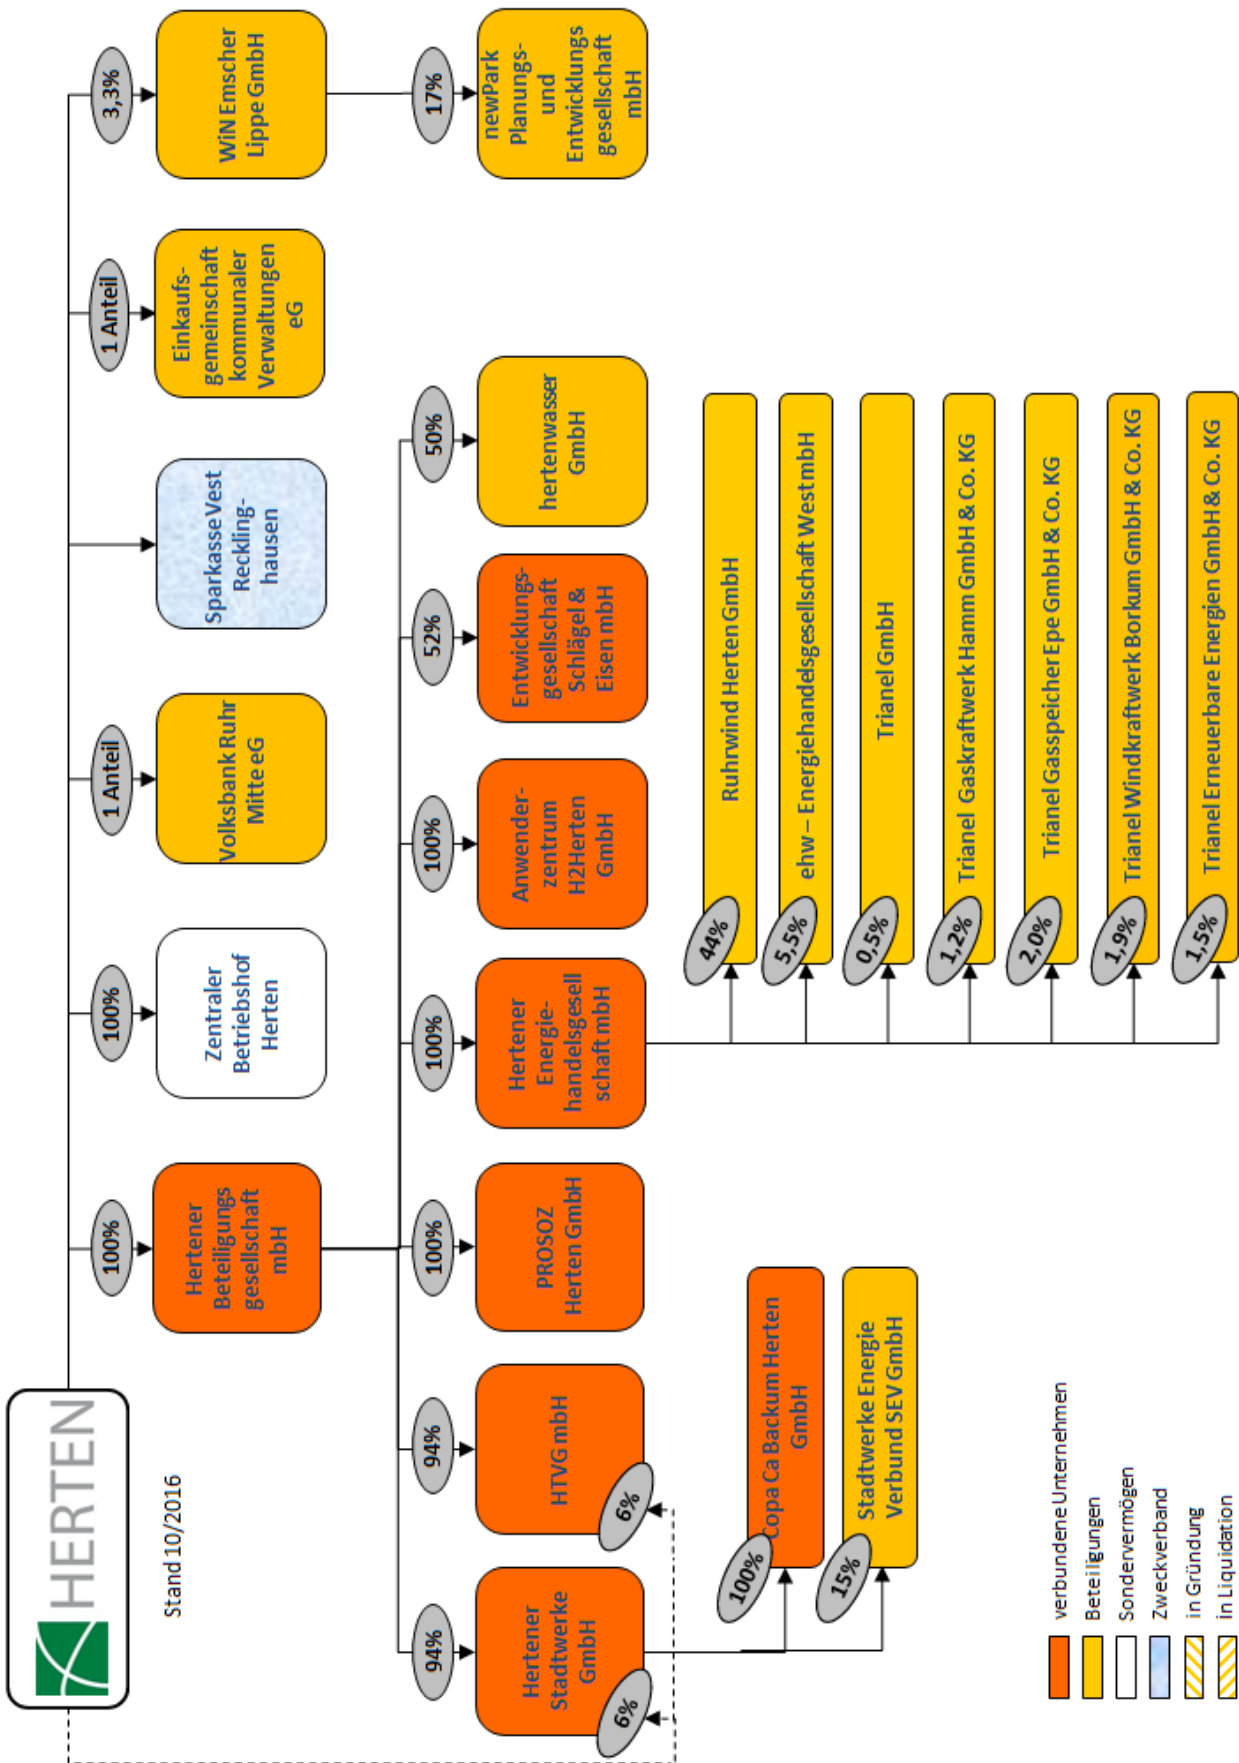 HERTEN
Stand 10/2016
100%
Hertener
Beteiligungs
gesellschaft
mbH
100%
Zentraler
Betriebshof
Herten
1 Anteil
Volksbank Ruhr
Mitte eG
Sparkasse Vest
Reckling-
hausen
1 Anteil
Einkaufs-
gemeinschaft
kommunaler
Verwaltungen
eG
3,3%
WiN Emscher
Lippe GmbH
94%
Hertener
Stadtwerke
GmbH
6%
94%
HTVG mbH
6%
100%
PROSOZ
Herten GmbH
100%
Hertener
Energie-
handelsgesell
schaft mbH
100%
Anwender-
zentrum
H2Herten
GmbH
52%
Entwicklungs-
gesellschaft
Schlägel &
Eisen mbH
50%
hertenwasser
GmbH
17%
newPark
Planungs-
und
Entwicklungs
gesellschaft
mbH
100%
Copa Ca Backum Herten
GmbH
15%
Stadtwerke Energie
Verbund SEV GmbH
44%
Ruhrwind Herten GmbH
5,5%
ehw – Energiehandelsgesellschaft West mbH
0,5%
Trianel GmbH
1,2%
Trianel Gaskraftwerk Hamm GmbH & Co. KG
2,0%
Trianel Gasspeicher Epe GmbH & Co. KG
1,9%
Trianel Windkraftwerk Borkum GmbH & Co. KG
1,5%
Trianel Erneuerbare Energien GmbH & Co. KG
verbundene Unternehmen
Beteiligungen
Sondervermögen
Zweckverband
in Gründung
in Liquidation